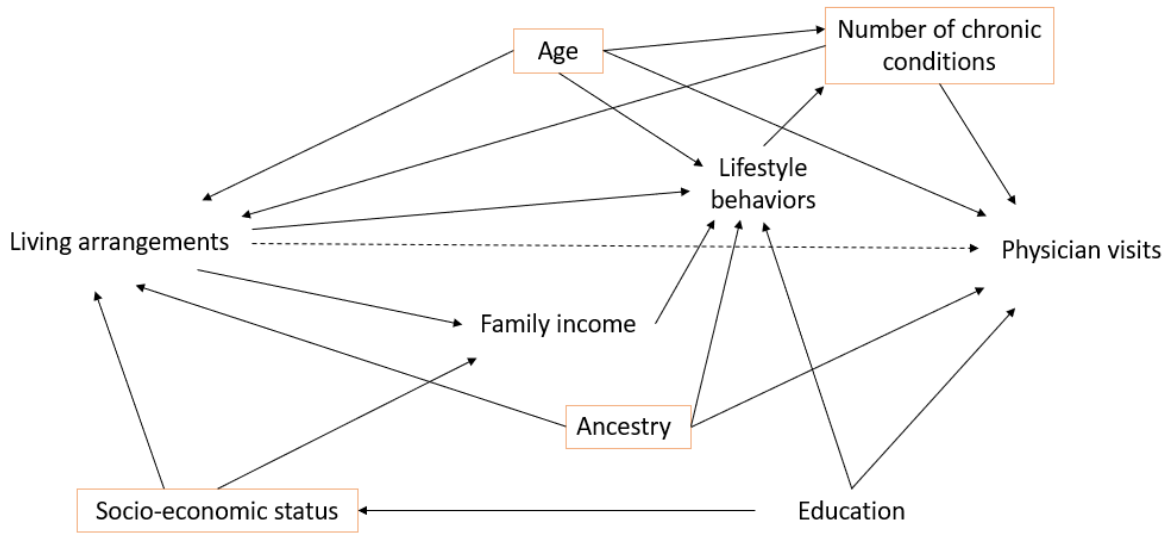 Age
Number of chronic
conditions
Lifestyle
behaviors
Living arrangements
Physician visits
Family income
Ancestry
Socio-economic status
Education